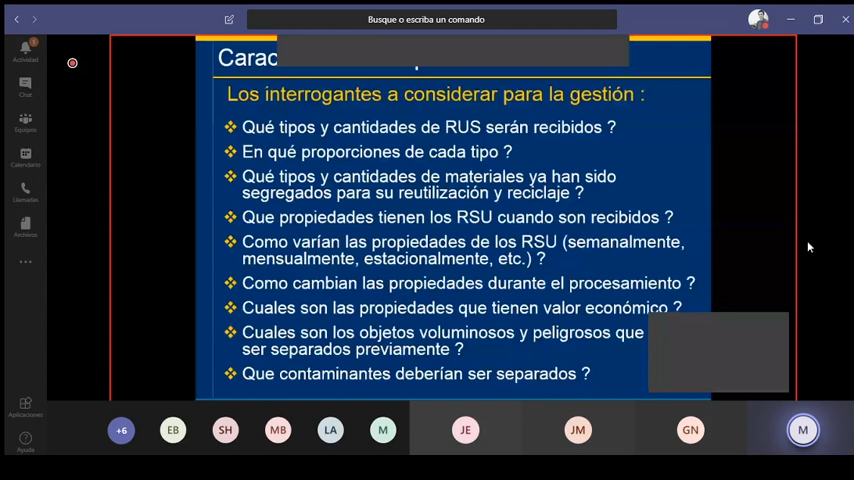 Busque o escriba un comando
1
Actividad
Chat
Equipos
Calendario
Llamadas
Archivos
Aplicaciones
Ayuda
Los interrogantes a considerar para la gestión :
Qué tipos y cantidades de RUS serán recibidos ?
En qué proporciones de cada tipo ?
Qué tipos y cantidades de materiales ya han sido
segregados para su reutilización y reciclaje ?
Que propiedades tienen los RSU cuando son recibidos ?
Como varían las propiedades de los RSU (semanalmente,
mensualmente, estacionalmente, etc.) ?
Como cambian las propiedades durante el procesamiento ?
Cuales son las propiedades que tienen valor económico ?
Cuales son los objetos voluminosos y peligrosos que
ser separados previamente ?
Que contaminantes deberían ser separados ?
+6 EB SH MB LA M JE JM GN M